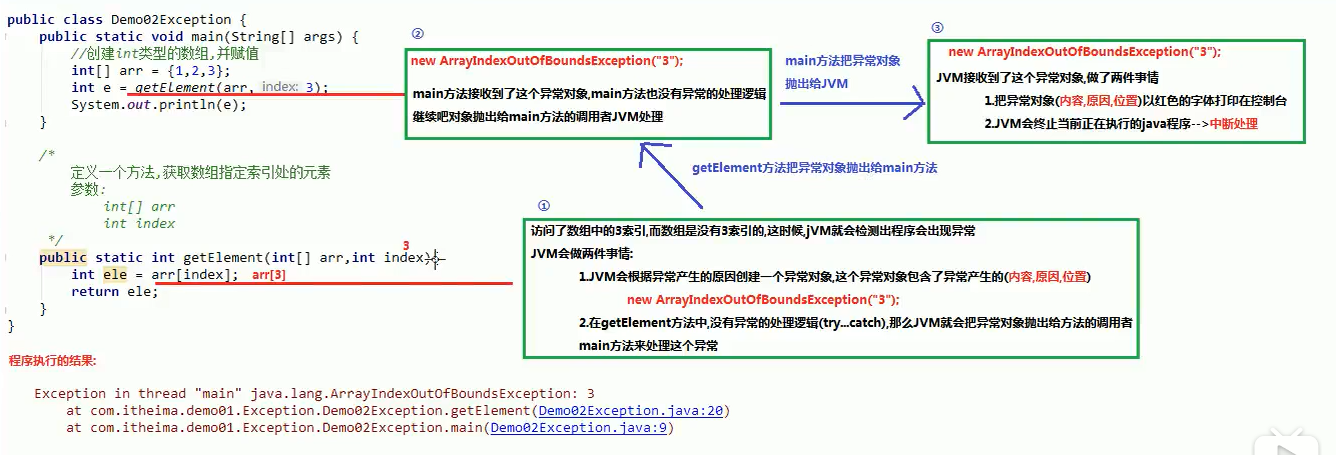 public class Demo02Exception {
public static void main(String[] args) {
//创建int类型的数组,并赋值
int[] arr = {1,2,3};
int e = getElement(arr, index: 3);
System.out.println(e);
}
/*
定义一个方法,获取数组指定索引处的元素
参数:
int[] arr
int index
*/
3
public static int getElement(int[] arr,int index){
int ele = arr[index]; arr[3]
return ele;
}
}
②
new ArrayIndexOutOfBoundsException("3");
main方法接收到了这个异常对象,main方法也没有异常的处理逻辑
继续吧对象抛出给main方法的调用者JVM处理
main方法把异常对象
抛出给JVM
③
new ArrayIndexOutOfBoundsException("3");
JVM接收到了这个异常对象,做了两件事情
1.把异常对象(内容,原因,位置)以红色的字体打印在控制台
2.JVM会终止当前正在执行的java程序-->中断处理
getElement方法把异常对象抛出给main方法
①
访问了数组中的3索引,而数组是没有3索引的,这时候,jVM就会检测出程序会出现异常
JVM会做两件事情:
1.JVM会根据异常产生的原因创建一个异常对象,这个异常对象包含了异常产生的(内容,原因,位置)
new ArrayIndexOutOfBoundsException("3");
2.在getElement方法中,没有异常的处理逻辑(try...catch),那么JVM就会把异常对象抛出给方法的调用者
main方法来处理这个异常
程序执行的结果:
Exception in thread "main" java.lang.ArrayIndexOutOfBoundsException: 3
at com.itheima.demo01.Exception.Demo02Exception.getElement(Demo02Exception.java:20)
at com.itheima.demo01.Exception.Demo02Exception.main(Demo02Exception.java:9)